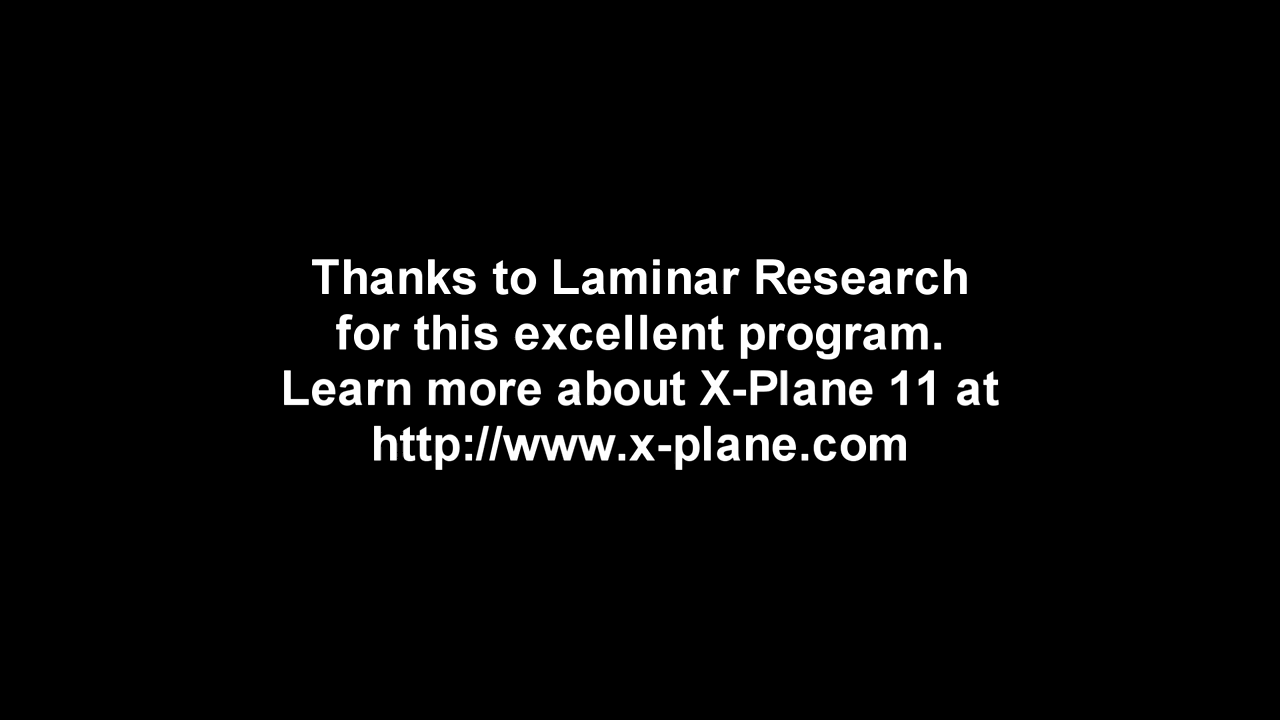 Thanks to Laminar Research
for this excellent program.
Learn more about X-Plane 11 at
http://www.x-plane.com